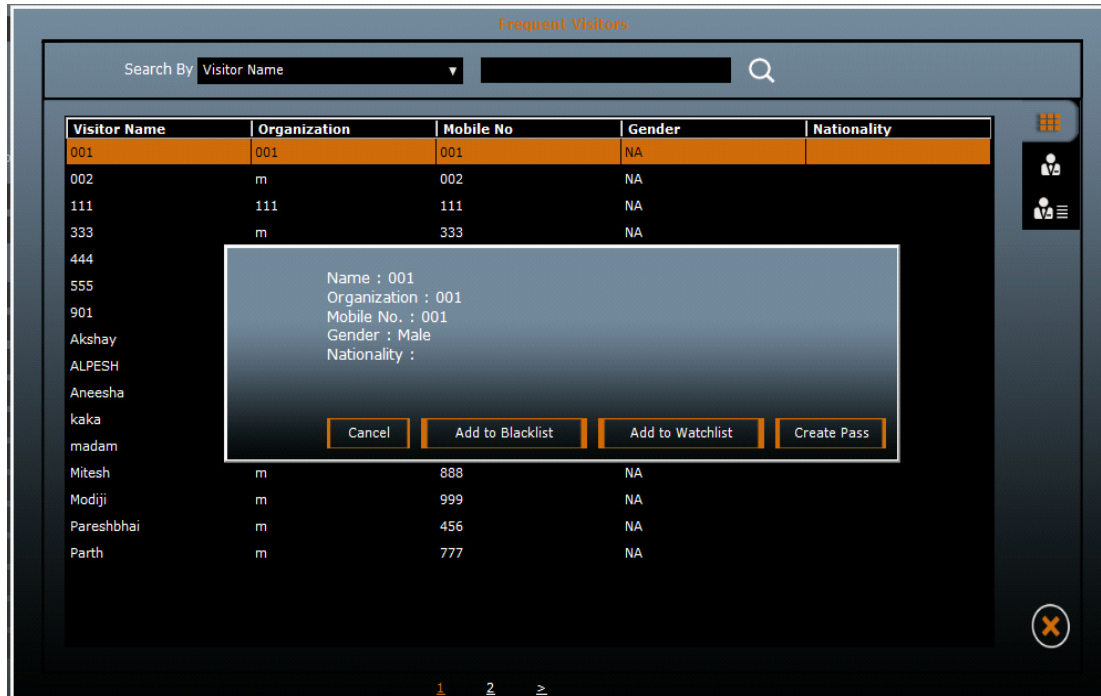 Frequent Visitors
Search By Visitor Name ▼
Visitor Name Organization Mobile No Gender Nationality
001 001 001 NA
002 m 002 NA
111 111 111 NA
333 m 333 NA
444
555
901
Akshay
ALPESH
Aneesha
kaka
madam
Name : 001
Organization : 001
Mobile No. : 001
Gender : Male
Nationality :
Cancel Add to Blacklist Add to Watchlist Create Pass
Mitesh m 888 NA
Modiji m 999 NA
Pareshbhai m 456 NA
Parth m 777 NA
1 2 >